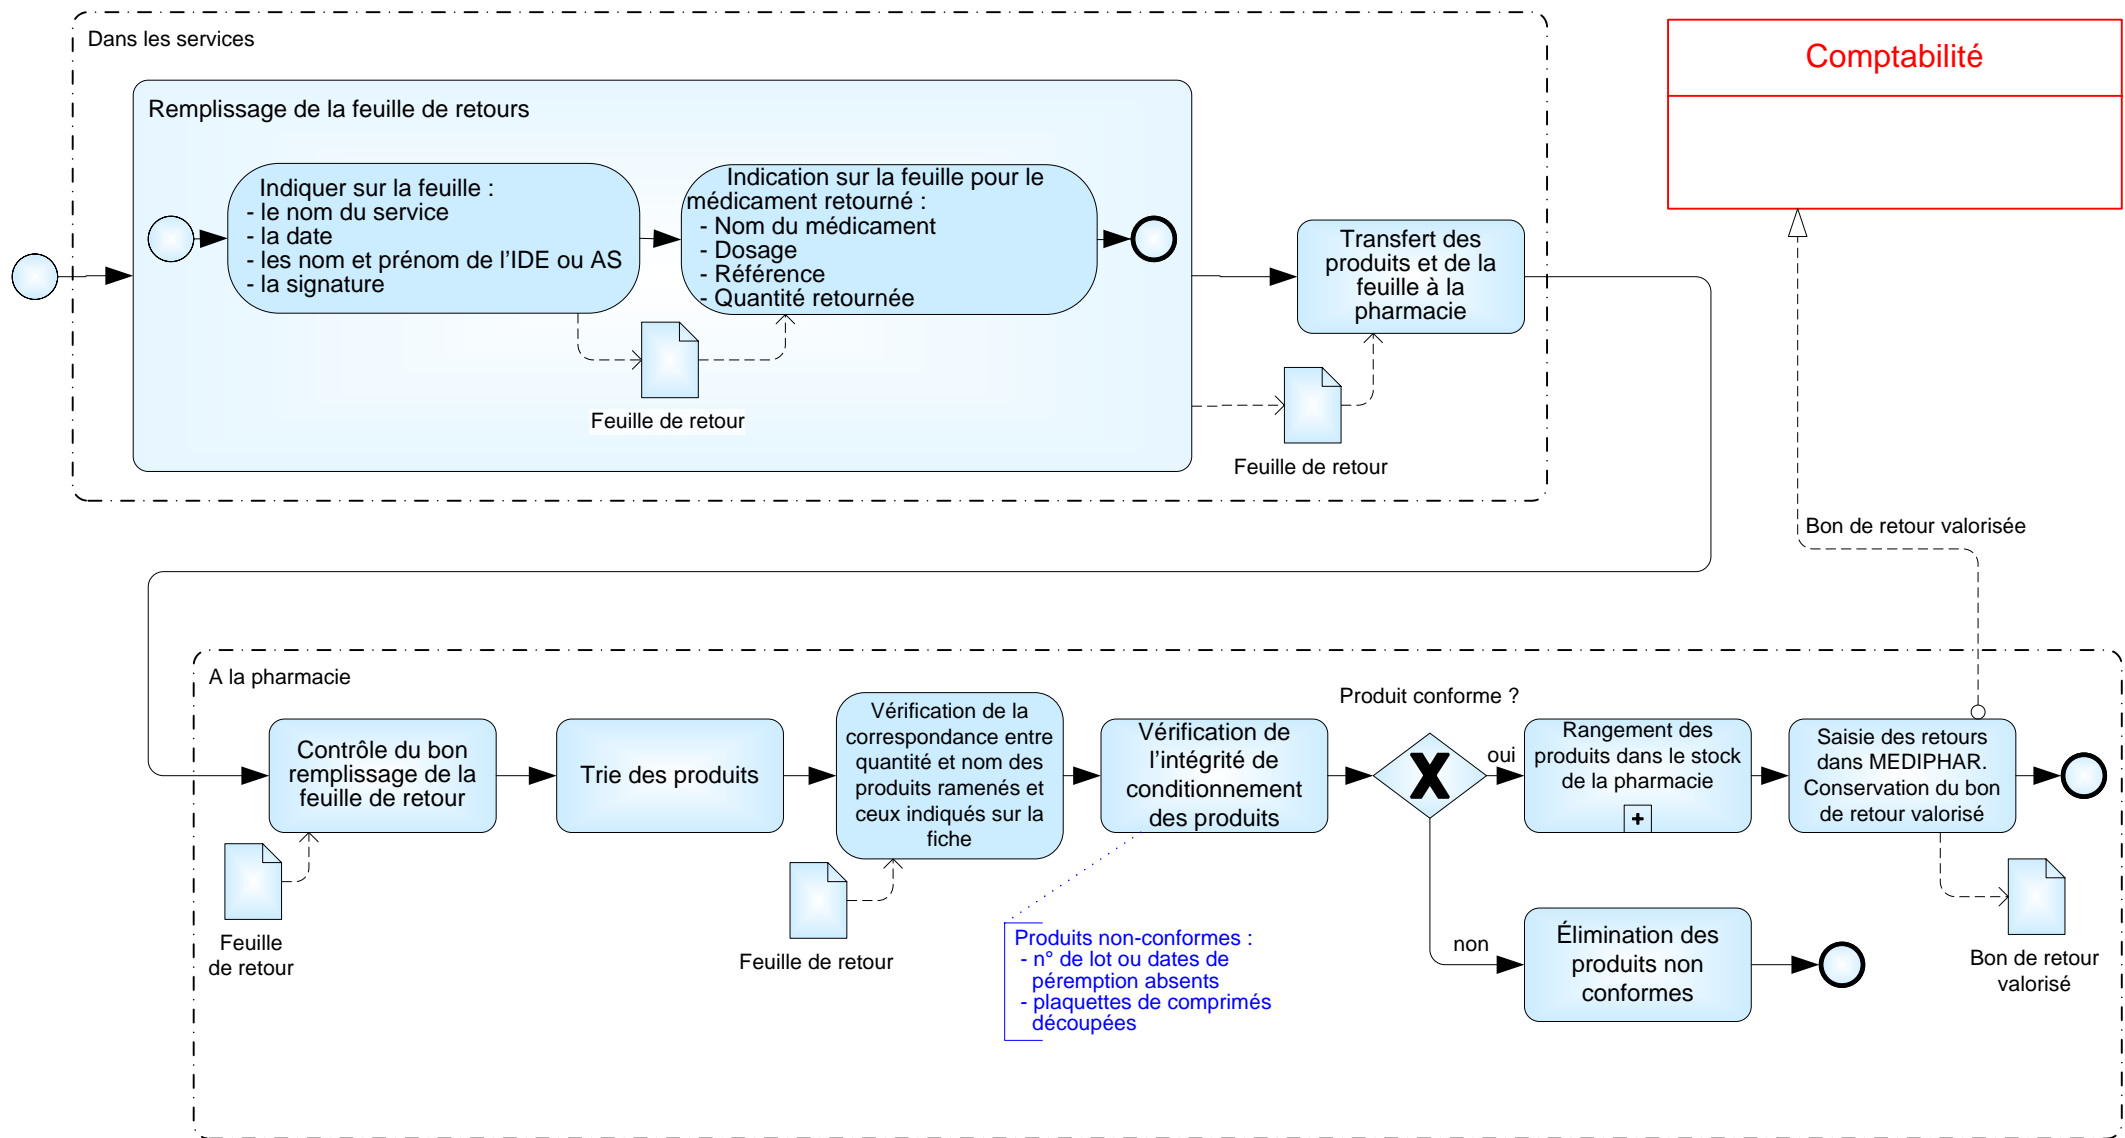 Dans les services
Comptabilité
Remplissage de la feuille de retours
Indiquer sur la feuille :
- le nom du service
- la date
- les nom et prénom de l'IDE ou AS
- la signature
Indication sur la feuille pour le
médicament retourné :
- Nom du médicament
- Dosage
- Référence
- Quantité retournée
Transfert des
produits et de la
feuille à la
pharmacie
Feuille de retour
Feuille de retour
Bon de retour valorisée
A la pharmacie
Contrôle du bon
remplissage de la
feuille de retour
Trie des produits
Vérification de la
correspondance entre
quantité et nom des
produits ramenés et
ceux indiqués sur la
fiche
Vérification de
l'intégrité de
conditionnement
des produits
Produit conforme ?
X
oui
Rangement des
produits dans le stock
de la pharmacie
+
Saisie des retours
dans MEDIPHAR.
Conservation du bon
de retour valorisé
Feuille
de retour
Feuille de retour
Produits non-conformes :
- n° de lot ou dates de
péremption absents
- plaquettes de comprimés
découpées
non
Élimination des
produits non
conformes
Bon de retour
valorisé